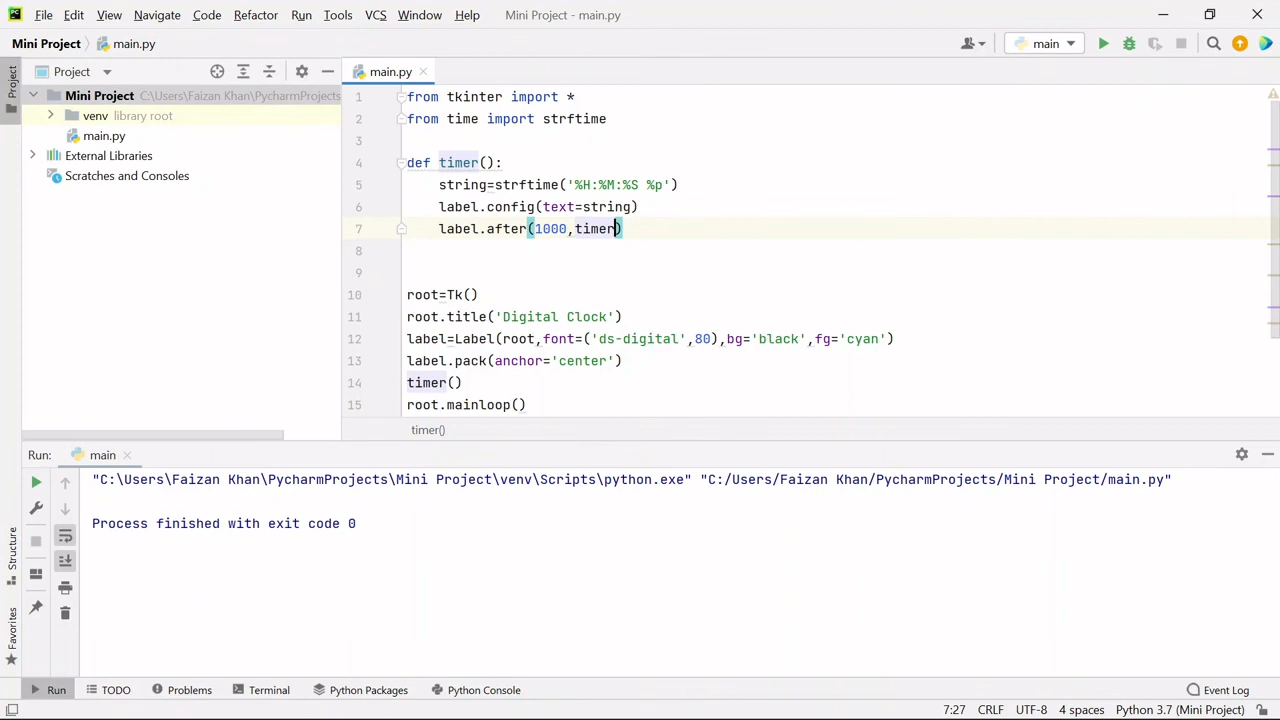 File Edit View Navigate Code Refactor Run Tools VCS Window Help Mini Project - main.py
Mini Project main.py main
Project main.py
Mini Project C:\Users\Faizan Khan\PycharmProjects
venv library root
main.py
External Libraries
Scratches and Consoles
Project
Structure
Favorites
1 from tkinter import *
2 from time import strftime
3
4 def timer():
5 string=strftime('%H:%M:%S %p')
6 label.config(text=string)
7 label.after(1000,timer)
8
9
10 root=Tk()
11 root.title('Digital Clock')
12 label=Label(root,font=('ds-digital',80),bg='black',fg='cyan')
13 label.pack(anchor='center')
14 timer()
15 root.mainloop()
timer()
Run: main
"C:\Users\Faizan Khan\PycharmProjects\Mini Project\venv\Scripts\python.exe" "C:/Users/Faizan Khan/PycharmProjects/Mini Project/main.py"
Process finished with exit code 0
Run TODO Problems Terminal Python Packages Python Console Event Log
7:27 CRLF UTF-8 4 spaces Python 3.7 (Mini Project)